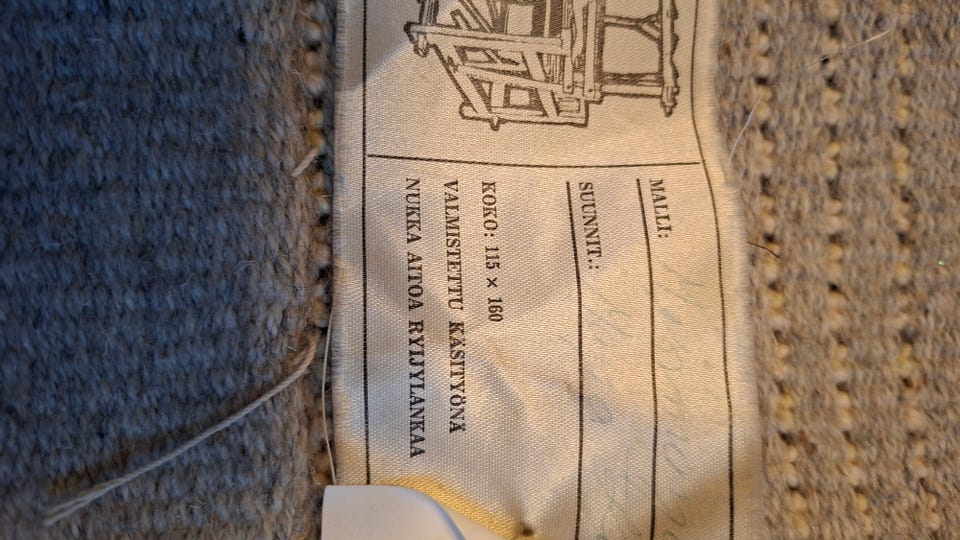 MALLI:
SUUNNIT.:
KOKO: 115 × 160
VALMISTETTU KÄSITYÖNÄ
NUKKA AITOA RYIJYLANKAA